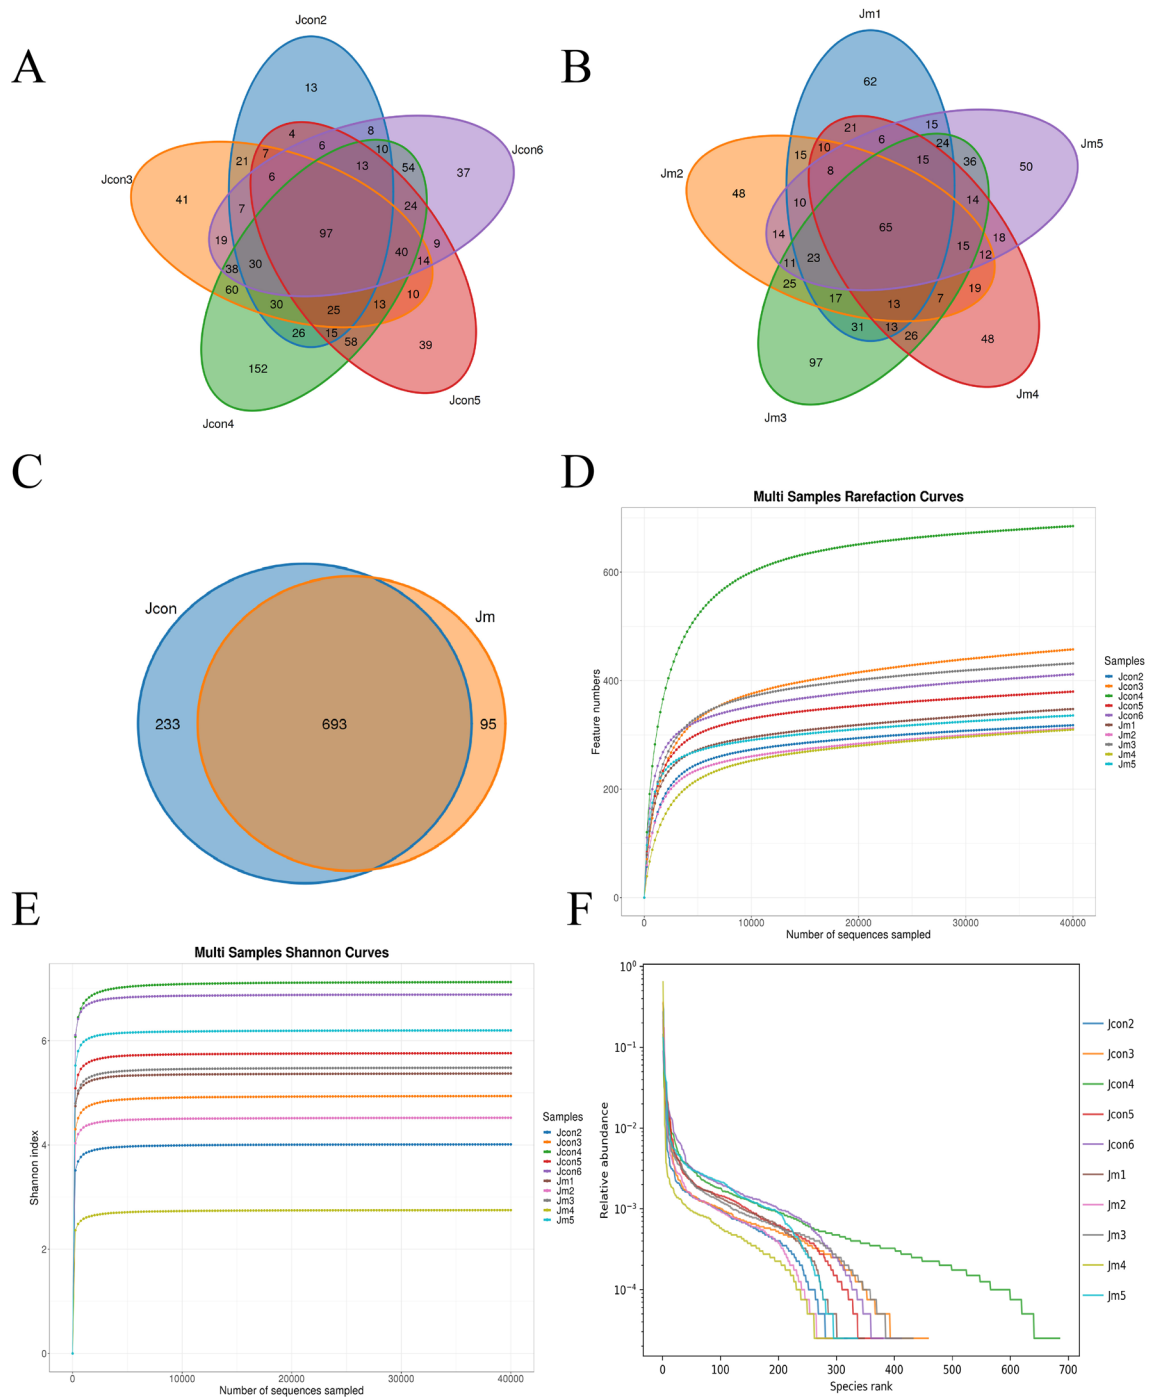 A
Jcon2
13
Jcon6
37
8
10
54
4
6
13
7
21
6
Jcon3
41
7
24
19
97
9
40
14
38
30
60
30
25
13
10
26
15
58
39
152
Jcon5
Jcon4
B
Jm1
62
Jm5
50
15
24
36
21
6
15
10
15
8
Jm2
48
10
14
14
65
18
15
12
11
23
25
17
13
7
19
31
13
26
48
97
Jm4
Jm3
C
Jcon
Jm
233
693
95
D
Multi Samples Rarefaction Curves
Feature numbers
600
400
200
0
0 10000 20000 30000 40000
Number of sequences sampled
Samples
Jcon2
Jcon3
Jcon4
Jcon5
Jcon6
Jm1
Jm2
Jm3
Jm4
Jm5
E
Multi Samples Shannon Curves
Shannon index
6
4
2
0
0 10000 20000 30000 40000
Number of sequences sampled
Samples
Jcon2
Jcon3
Jcon4
Jcon5
Jcon6
Jm1
Jm2
Jm3
Jm4
Jm5
F
Relative abundance
10⁰
10⁻¹
10⁻²
10⁻³
10⁻⁴
0 100 200 300 400 500 600 700
Species rank
Jcon2
Jcon3
Jcon4
Jcon5
Jcon6
Jm1
Jm2
Jm3
Jm4
Jm5